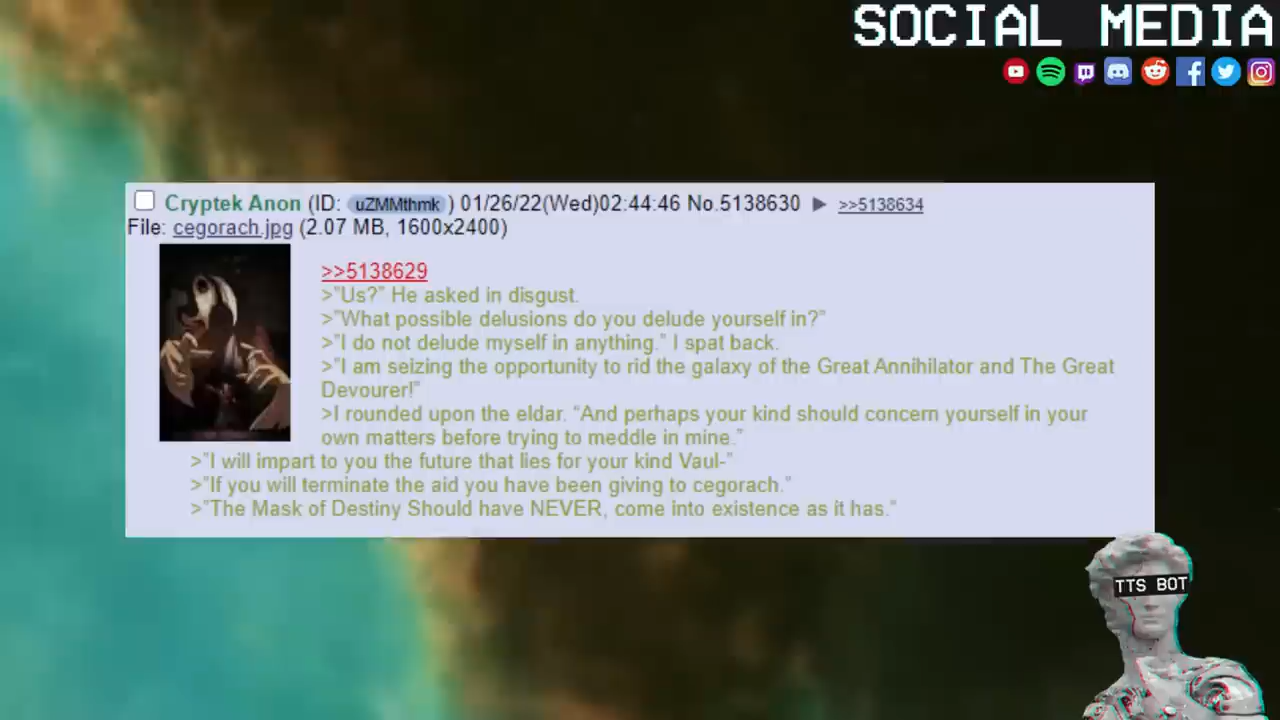 SOCIAL MEDIA
Cryptek Anon (ID: uZMMthmk) 01/26/22(Wed)02:44:46 No.5138630 ▶ >>5138634
File: cegorach.jpg (2.07 MB, 1600x2400)
>>5138629
>"Us?" He asked in disgust.
>"What possible delusions do you delude yourself in?"
>"I do not delude myself in anything." I spat back.
>"I am seizing the opportunity to rid the galaxy of the Great Annihilator and The Great
Devourer!"
>I rounded upon the eldar. "And perhaps your kind should concern yourself in your
own matters before trying to meddle in mine."
>"I will impart to you the future that lies for your kind Vaul-"
>"If you will terminate the aid you have been giving to cegorach."
>"The Mask of Destiny Should have NEVER, come into existence as it has."
TTS BOT